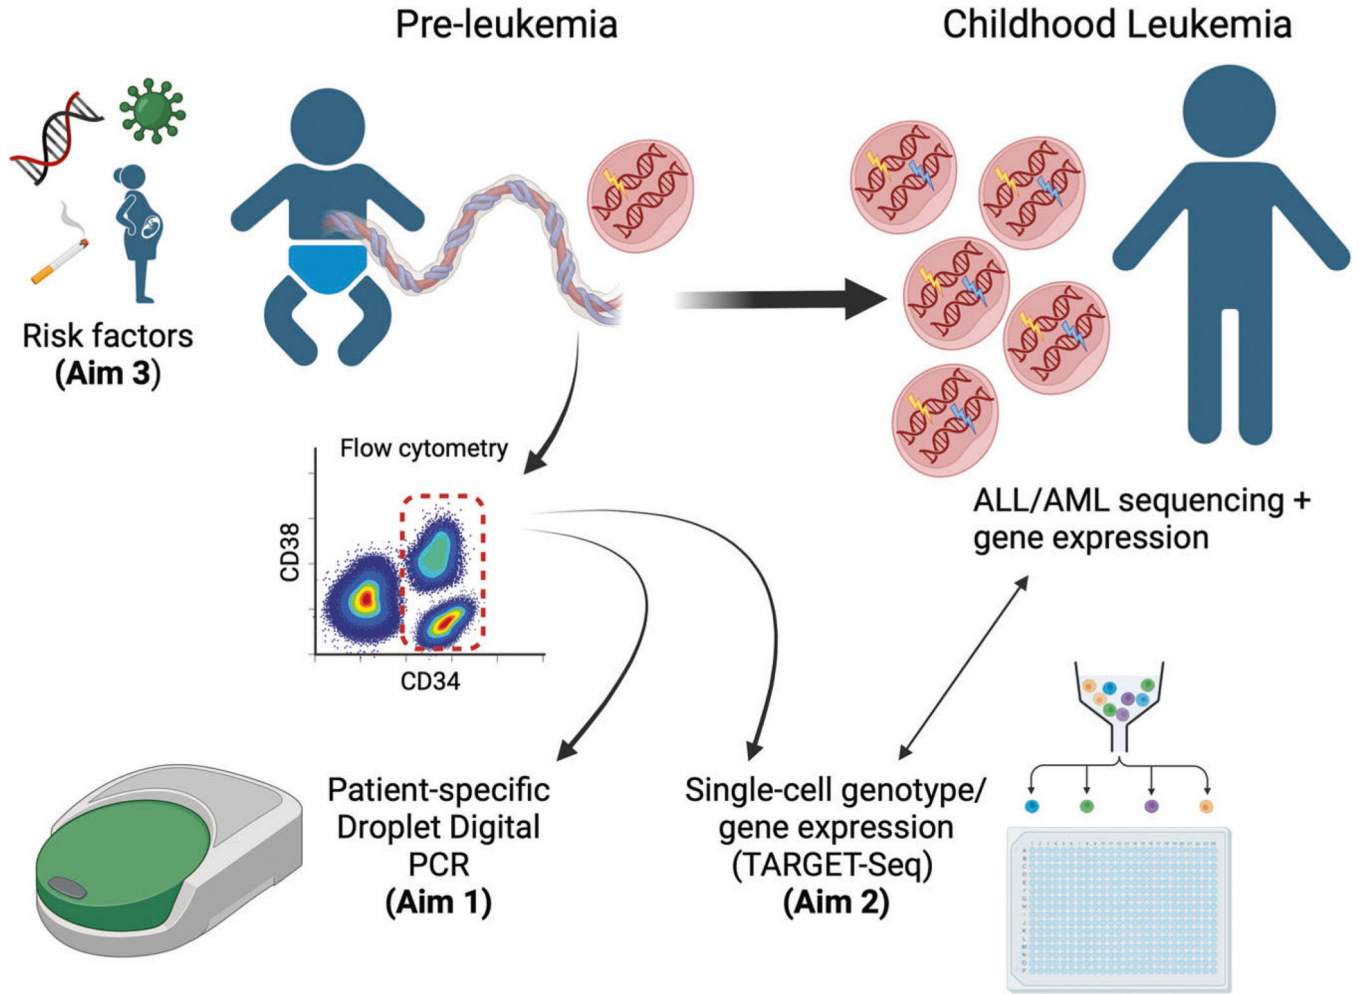 Pre-leukemia
Childhood Leukemia
Risk factors
(Aim 3)
Flow cytometry
CD38
CD34
ALL/AML sequencing +
gene expression
Patient-specific
Droplet Digital
PCR
(Aim 1)
Single-cell genotype/
gene expression
(TARGET-Seq)
(Aim 2)